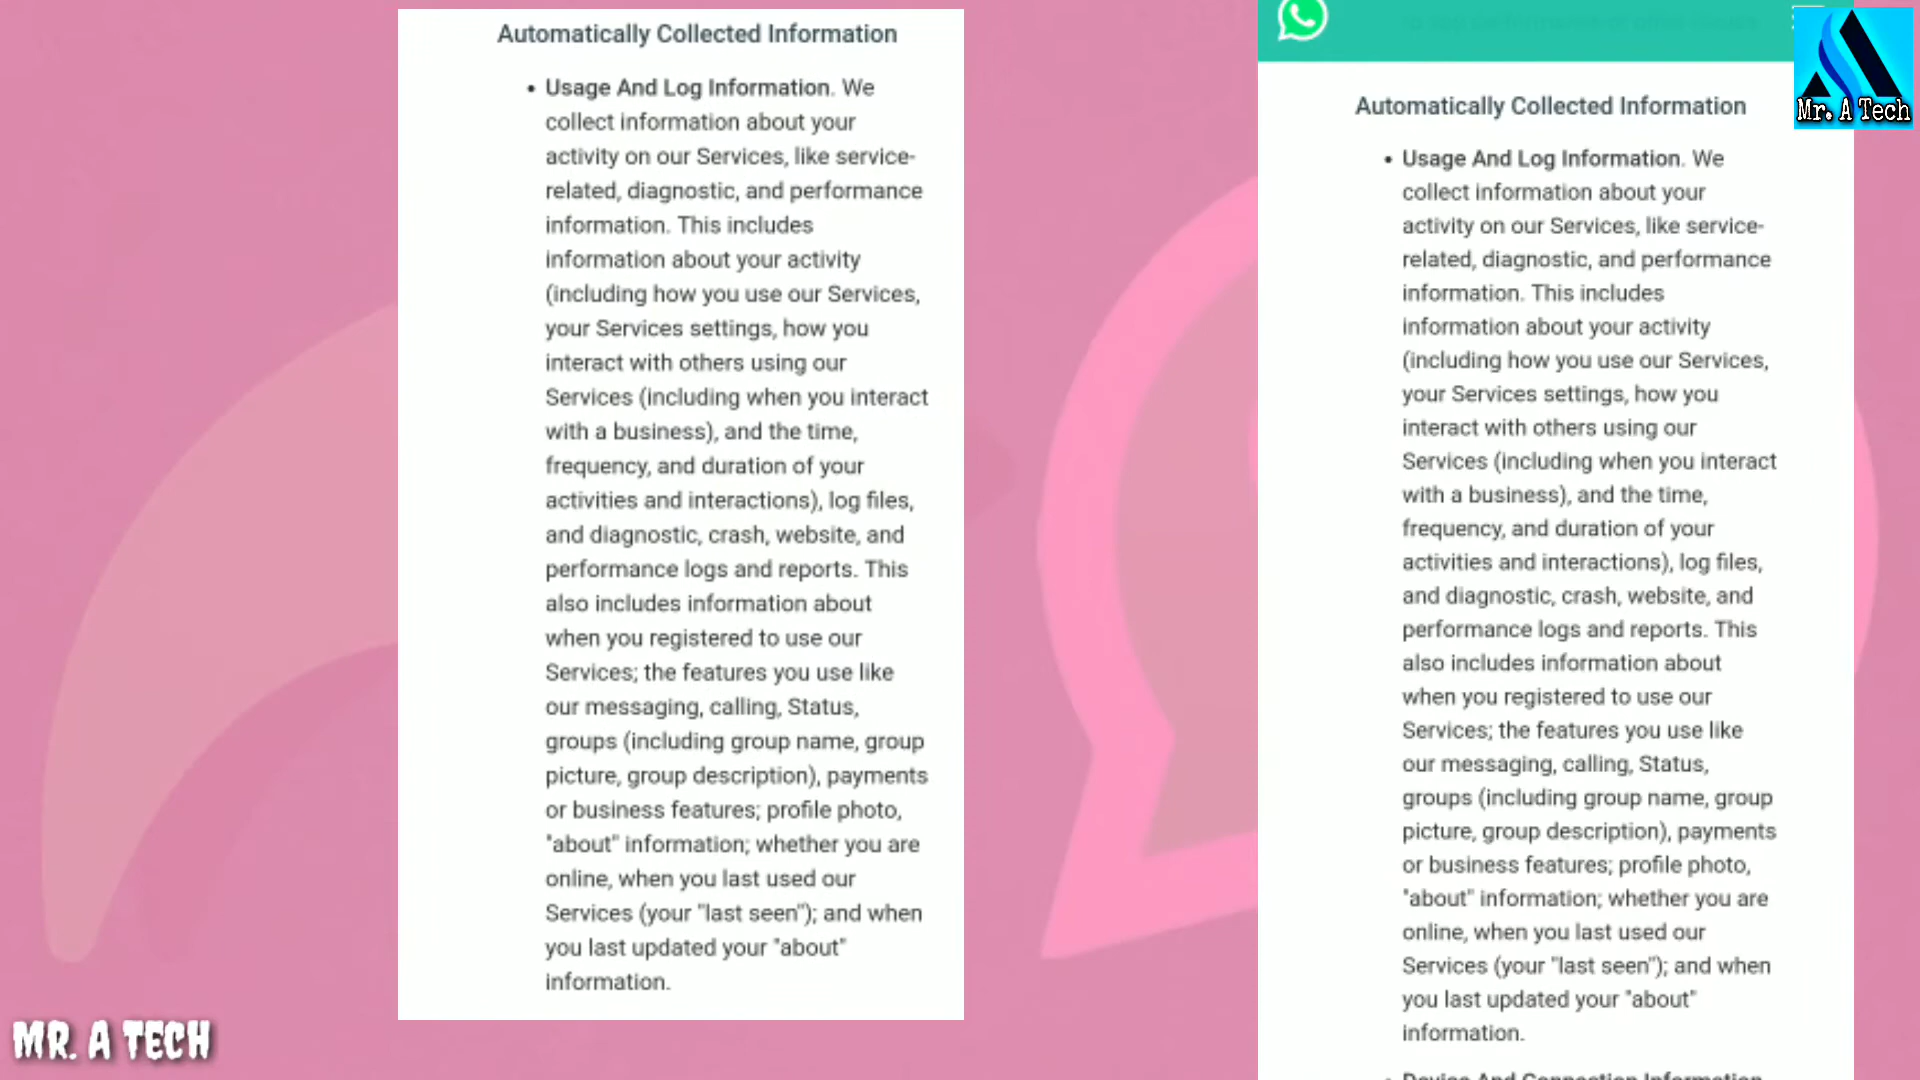 Automatically Collected Information
• Usage And Log Information. We
collect information about your
activity on our Services, like service-
related, diagnostic, and performance
information. This includes
information about your activity
(including how you use our Services,
your Services settings, how you
interact with others using our
Services (including when you interact
with a business), and the time,
frequency, and duration of your
activities and interactions), log files,
and diagnostic, crash, website, and
performance logs and reports. This
also includes information about
when you registered to use our
Services; the features you use like
our messaging, calling, Status,
groups (including group name, group
picture, group description), payments
or business features; profile photo,
"about" information; whether you are
online, when you last used our
Services (your "last seen"); and when
you last updated your "about"
information.
Automatically Collected Information
• Usage And Log Information. We
collect information about your
activity on our Services, like service-
related, diagnostic, and performance
information. This includes
information about your activity
(including how you use our Services,
your Services settings, how you
interact with others using our
Services (including when you interact
with a business), and the time,
frequency, and duration of your
activities and interactions), log files,
and diagnostic, crash, website, and
performance logs and reports. This
also includes information about
when you registered to use our
Services; the features you use like
our messaging, calling, Status,
groups (including group name, group
picture, group description), payments
or business features; profile photo,
"about" information; whether you are
online, when you last used our
Services (your "last seen"); and when
you last updated your "about"
information.
• Device And Connection Information
Mr. A Tech
MR. A TECH